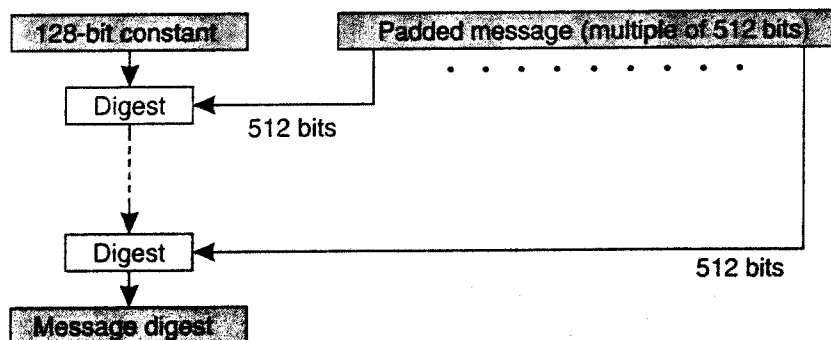 128-bit constant
Padded message (multiple of 512 bits)
Digest
512 bits
Digest
512 bits
Message digest